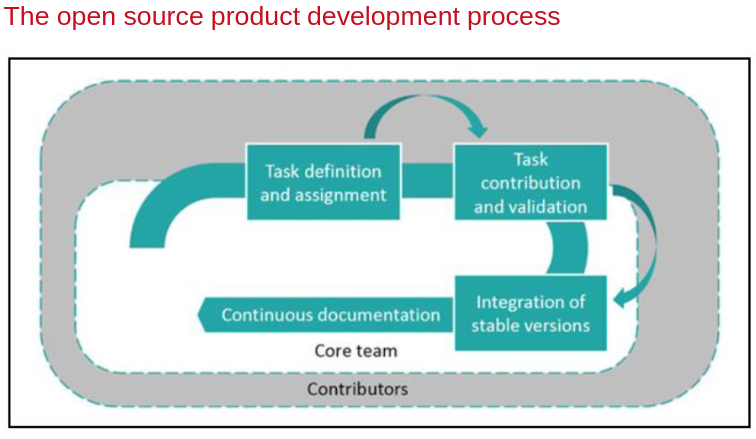 The open source product development process
Task definition
and assignment
Task
contribution
and validation
Integration of
stable versions
Continuous documentation
Core team
Contributors